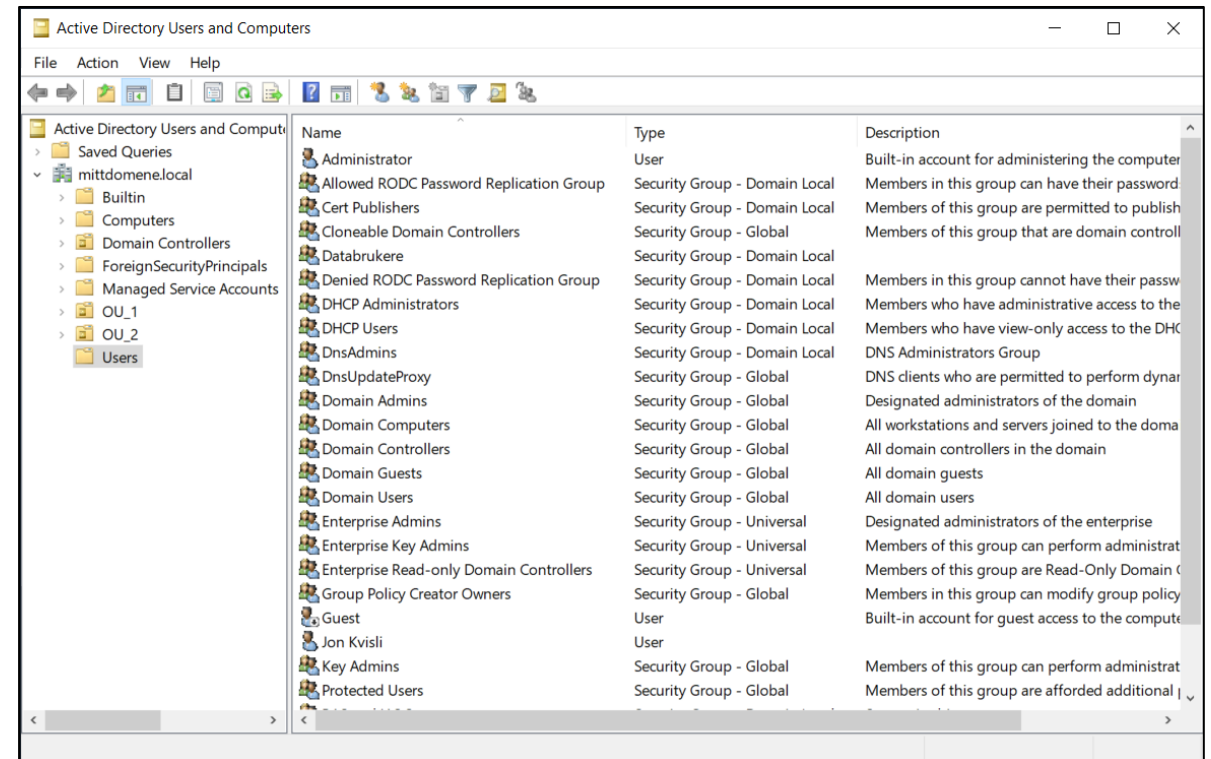 Active Directory Users and Computers
File Action View Help
Active Directory Users and Compute
Saved Queries
mittdomene.local
Builtin
Computers
Domain Controllers
ForeignSecurityPrincipals
Managed Service Accounts
OU_1
OU_2
Users
Name Type Description
Administrator User Built-in account for administering the computer
Allowed RODC Password Replication Group Security Group - Domain Local Members in this group can have their password
Cert Publishers Security Group - Domain Local Members of this group are permitted to publish
Cloneable Domain Controllers Security Group - Global Members of this group that are domain controll
Databrukere Security Group - Domain Local
Denied RODC Password Replication Group Security Group - Domain Local Members in this group cannot have their passw
DHCP Administrators Security Group - Domain Local Members who have administrative access to the
DHCP Users Security Group - Domain Local Members who have view-only access to the DHC
DnsAdmins Security Group - Domain Local DNS Administrators Group
DnsUpdateProxy Security Group - Global DNS clients who are permitted to perform dynar
Domain Admins Security Group - Global Designated administrators of the domain
Domain Computers Security Group - Global All workstations and servers joined to the doma
Domain Controllers Security Group - Global All domain controllers in the domain
Domain Guests Security Group - Global All domain guests
Domain Users Security Group - Global All domain users
Enterprise Admins Security Group - Universal Designated administrators of the enterprise
Enterprise Key Admins Security Group - Universal Members of this group can perform administrat
Enterprise Read-only Domain Controllers Security Group - Universal Members of this group are Read-Only Domain
Group Policy Creator Owners Security Group - Global Members in this group can modify group policy
Guest User Built-in account for guest access to the compute
Jon Kvisli User
Key Admins Security Group - Global Members of this group can perform administrat
Protected Users Security Group - Global Members of this group are afforded additional